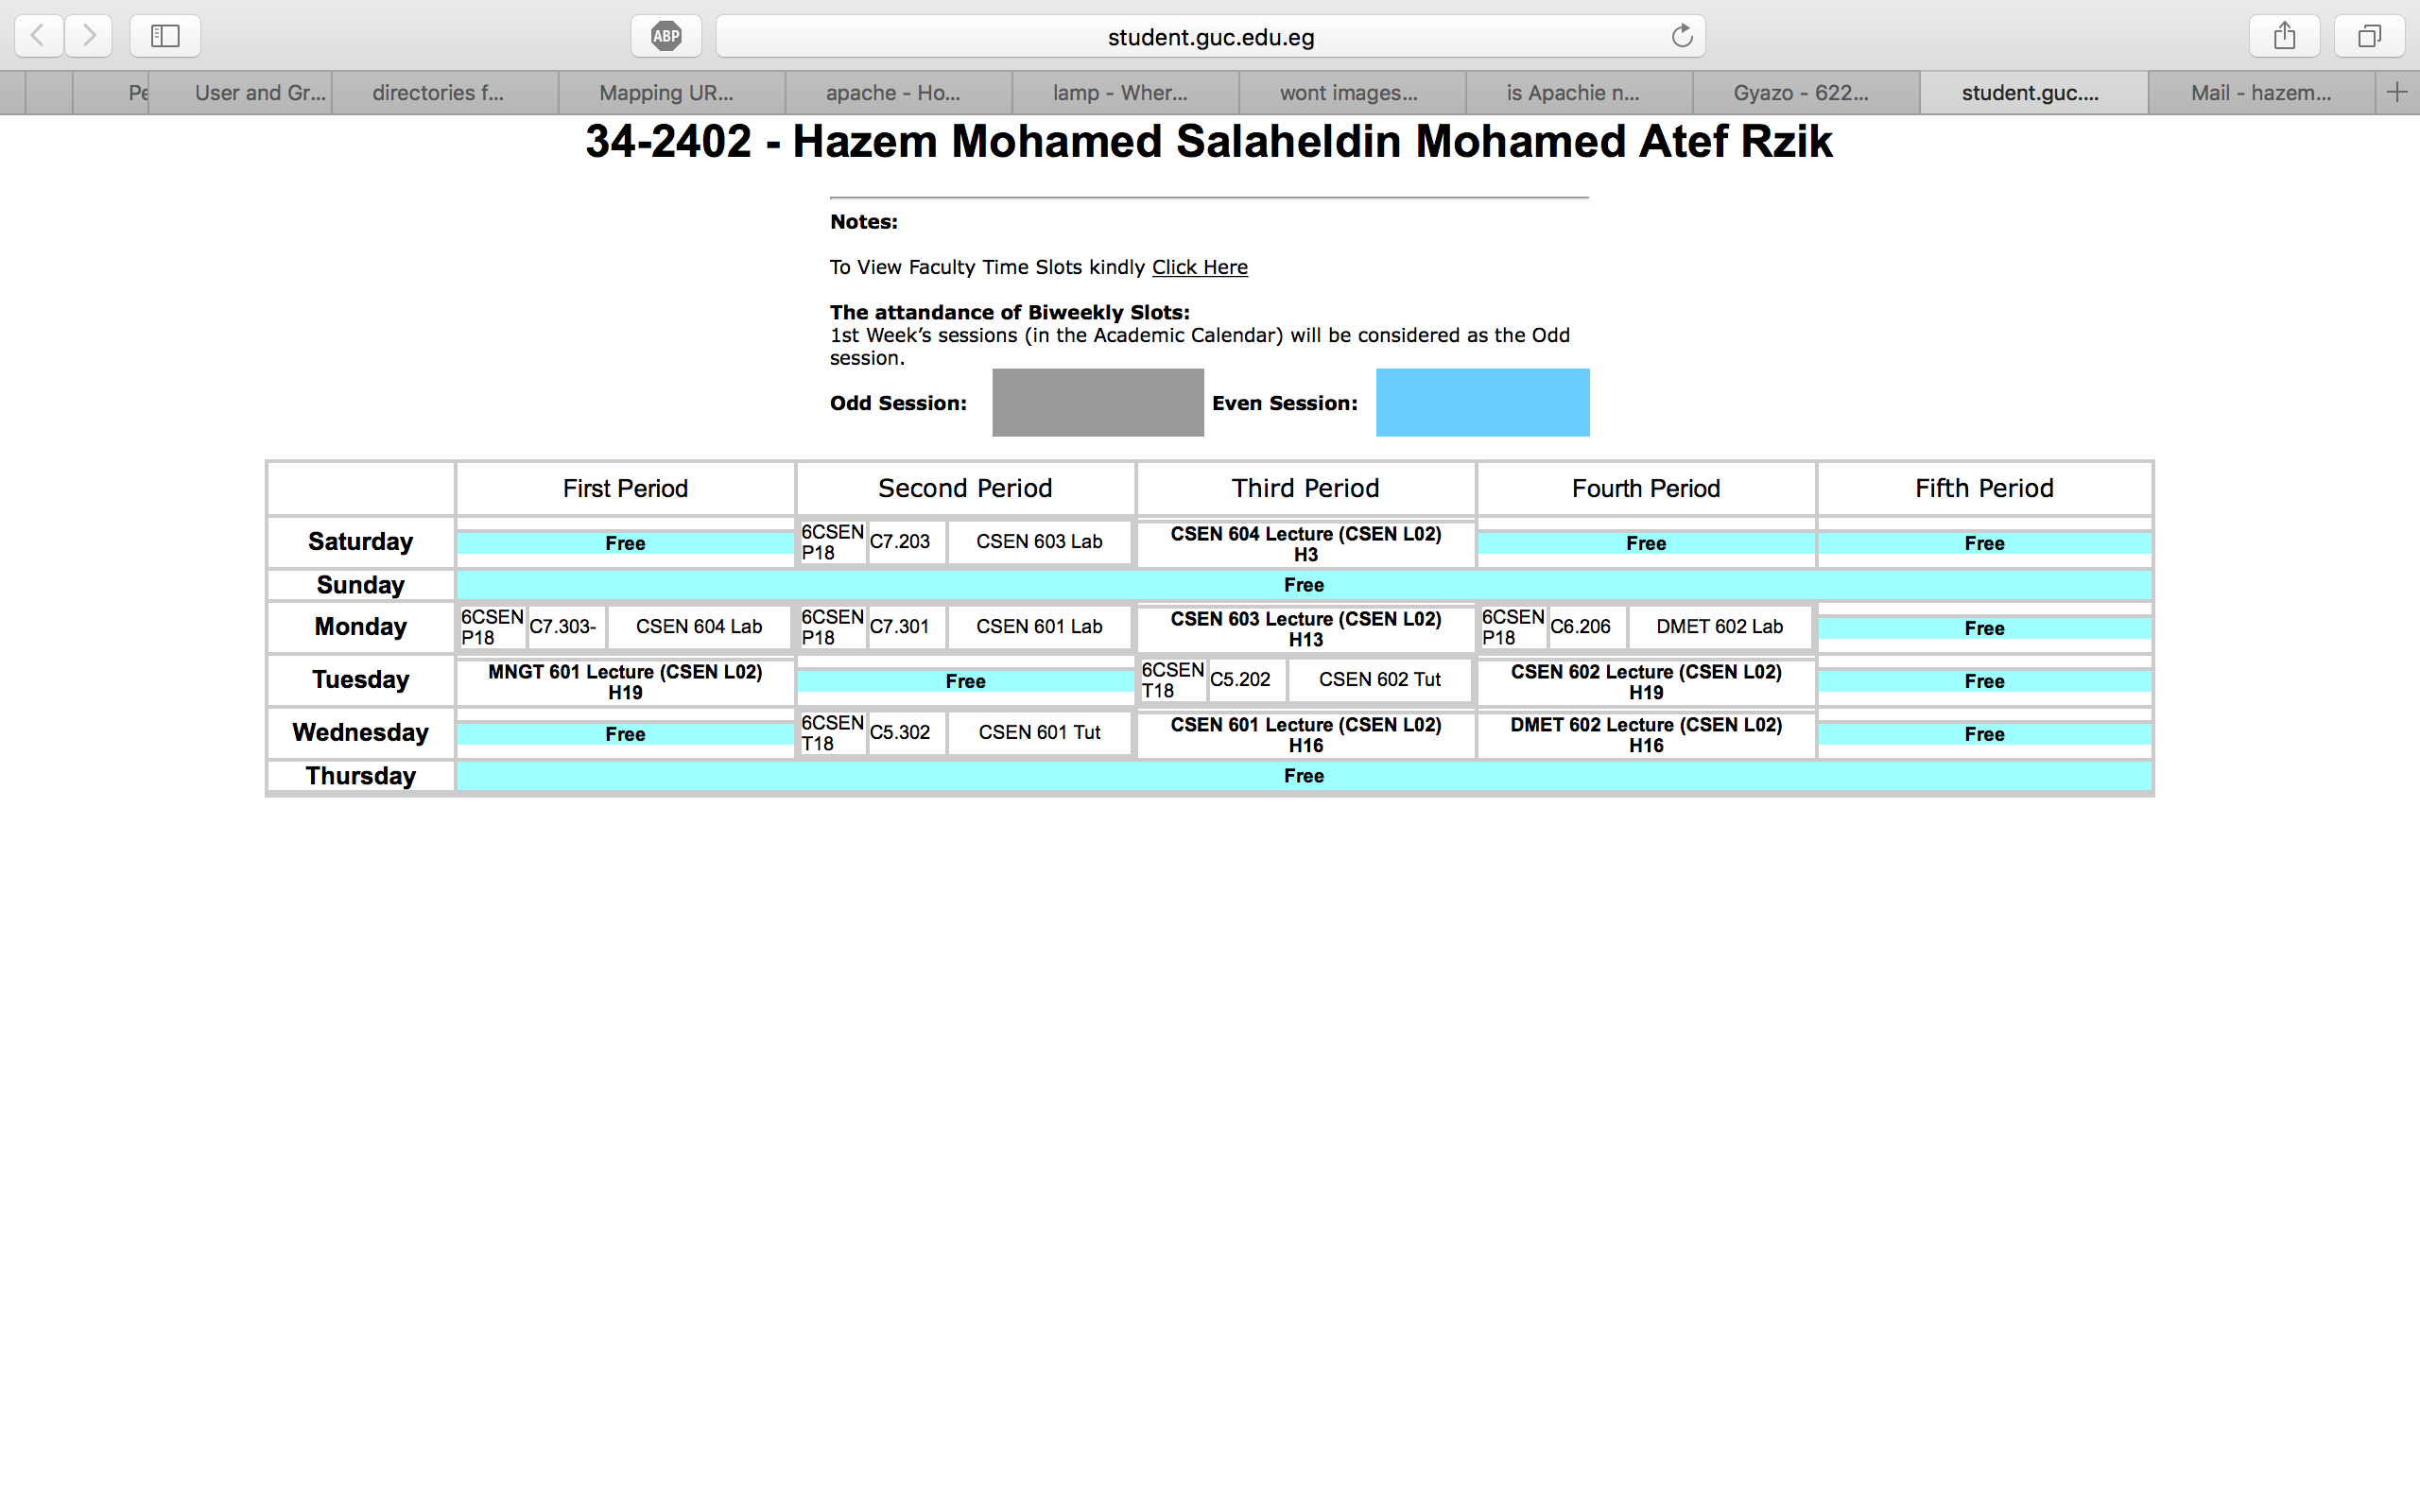 ABP
student.guc.edu.eg
Pe
User and Gr...
directories f...
Mapping UR...
apache - Ho...
lamp - Wher...
wont images...
is Apachie n...
Gyazo - 622...
student.guc....
Mail - hazem...
34-2402 - Hazem Mohamed Salaheldin Mohamed Atef Rzik
Notes:
To View Faculty Time Slots kindly Click Here
The attandance of Biweekly Slots:
1st Week’s sessions (in the Academic Calendar) will be considered as the Odd
session.
Odd Session: Even Session:
First Period Second Period Third Period Fourth Period Fifth Period
Saturday
Free
6CSEN
P18
C7.203
CSEN 603 Lab
CSEN 604 Lecture (CSEN L02)
H3
Free
Free
Sunday
Free
Monday
6CSEN
P18
C7.303-
CSEN 604 Lab
6CSEN
P18
C7.301
CSEN 601 Lab
CSEN 603 Lecture (CSEN L02)
H13
6CSEN
P18
C6.206
DMET 602 Lab
Free
Tuesday
MNGT 601 Lecture (CSEN L02)
H19
Free
6CSEN
T18
C5.202
CSEN 602 Tut
CSEN 602 Lecture (CSEN L02)
H19
Free
Wednesday
Free
6CSEN
T18
C5.302
CSEN 601 Tut
CSEN 601 Lecture (CSEN L02)
H16
DMET 602 Lecture (CSEN L02)
H16
Free
Thursday
Free